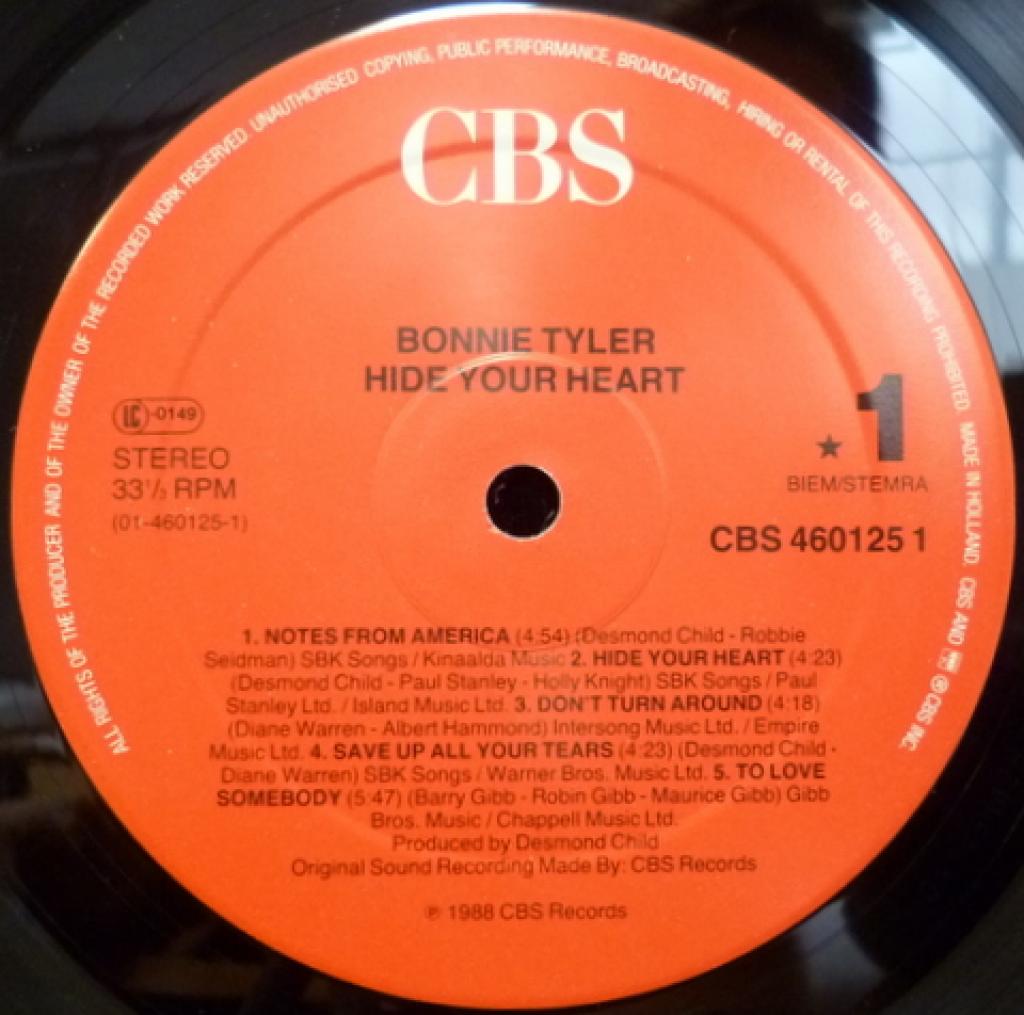 ALL RIGHTS OF THE PRODUCER AND OF THE OWNER OF THE RECORDED WORK RESERVED UNAUTHORISED COPYING, PUBLIC PERFORMANCE, BROADCASTING, HIRING OR RENTAL OF THIS RECORDING PROHIBITED. MADE IN HOLLAND. CBS AND ℗ CBS INC.
CBS
BONNIE TYLER
HIDE YOUR HEART
LC-0149
STEREO
33⅓ RPM
(01-460125-1)
★ 1
BIEM/STEMRA
CBS 460125 1
1. NOTES FROM AMERICA (4:54) (Desmond Child - Robbie
Seidman) SBK Songs / Kinaalda Music 2. HIDE YOUR HEART (4:23)
(Desmond Child - Paul Stanley - Holly Knight) SBK Songs / Paul
Stanley Ltd. / Island Music Ltd. 3. DON'T TURN AROUND (4:18)
(Diane Warren - Albert Hammond) Intersong Music Ltd. / Empire
Music Ltd. 4. SAVE UP ALL YOUR TEARS (4:23) (Desmond Child -
Diane Warren) SBK Songs / Warner Bros. Music Ltd. 5. TO LOVE
SOMEBODY (5:47) (Barry Gibb - Robin Gibb - Maurice Gibb) Gibb
Bros. Music / Chappell Music Ltd.
Produced by Desmond Child
Original Sound Recording Made By: CBS Records
℗ 1988 CBS Records